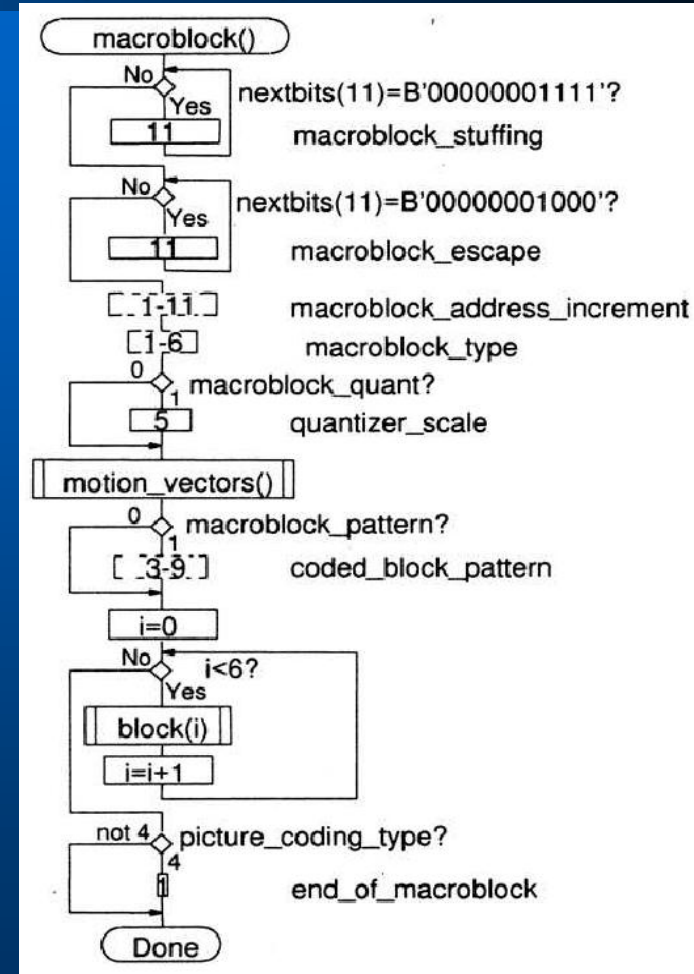 macroblock()
No
nextbits(11)=B'00000001111'?
Yes
11 macroblock_stuffing
No
nextbits(11)=B'00000001000'?
Yes
11 macroblock_escape
1-11 macroblock_address_increment
1-6 macroblock_type
0 macroblock_quant?
1
5 quantizer_scale
motion_vectors()
0 macroblock_pattern?
1
3-9 coded_block_pattern
i=0
No i<6?
Yes
block(i)
i=i+1
not 4 picture_coding_type?
4
1 end_of_macroblock
Done